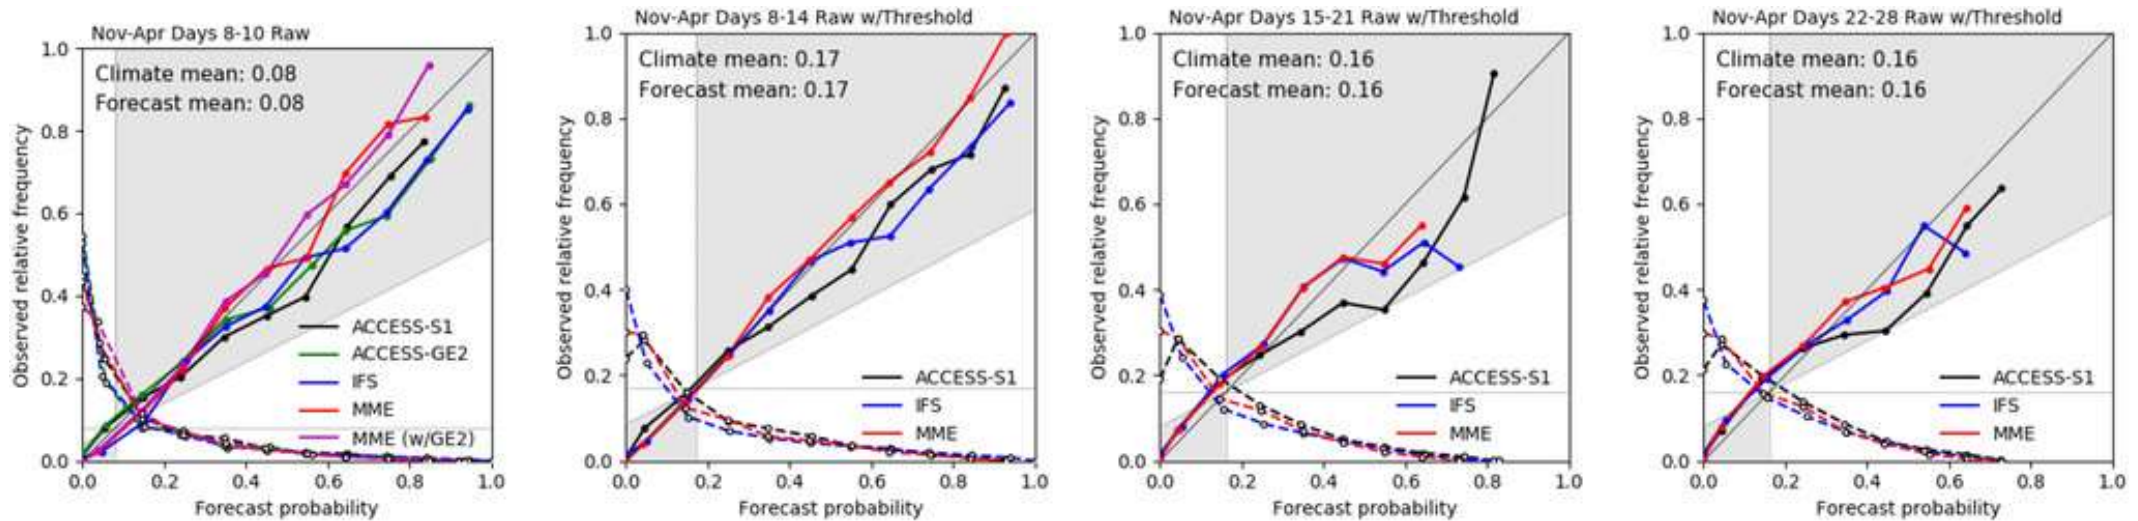 Nov-Apr Days 8-10 Raw
Climate mean: 0.08
Forecast mean: 0.08
Observed relative frequency
1.0
0.8
0.6
0.4
0.2
0.0
ACCESS-S1
ACCESS-GE2
IFS
MME
MME (w/GE2)
0.0 0.2 0.4 0.6 0.8 1.0
Forecast probability
Nov-Apr Days 8-14 Raw w/Threshold
Climate mean: 0.17
Forecast mean: 0.17
Observed relative frequency
1.0
0.8
0.6
0.4
0.2
0.0
ACCESS-S1
IFS
MME
0.0 0.2 0.4 0.6 0.8 1.0
Forecast probability
Nov-Apr Days 15-21 Raw w/Threshold
Climate mean: 0.16
Forecast mean: 0.16
Observed relative frequency
1.0
0.8
0.6
0.4
0.2
0.0
ACCESS-S1
IFS
MME
0.0 0.2 0.4 0.6 0.8 1.0
Forecast probability
Nov-Apr Days 22-28 Raw w/Threshold
Climate mean: 0.16
Forecast mean: 0.16
Observed relative frequency
1.0
0.8
0.6
0.4
0.2
0.0
ACCESS-S1
IFS
MME
0.0 0.2 0.4 0.6 0.8 1.0
Forecast probability